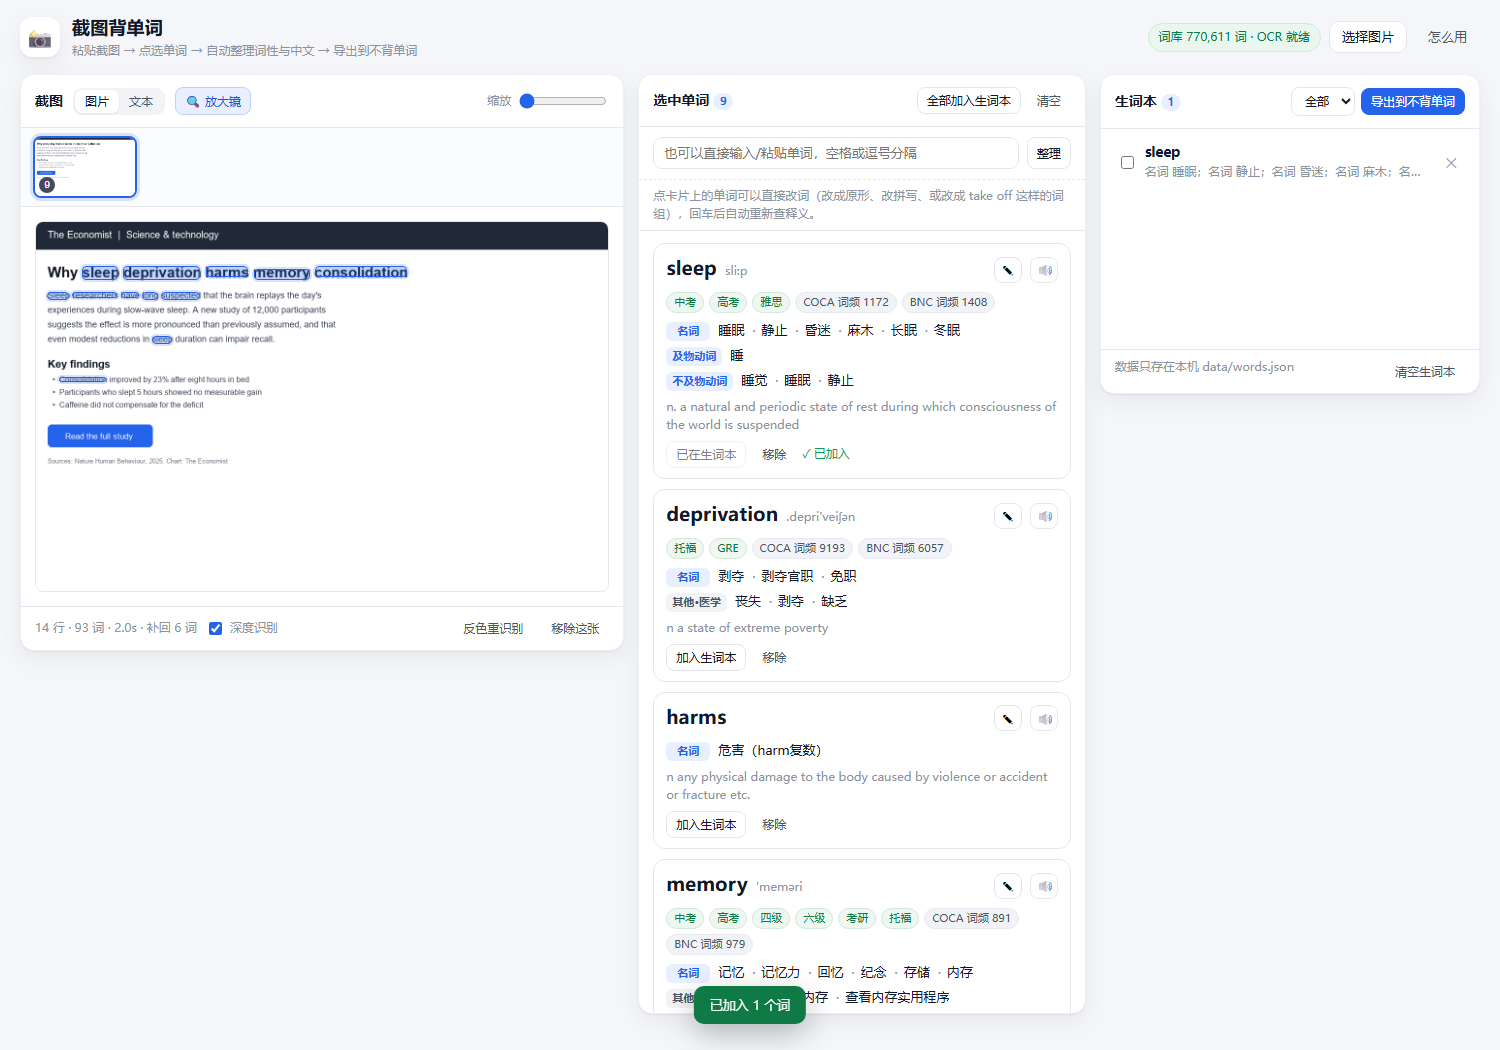 截图背单词
粘贴截图 → 点选单词 → 自动整理词性与中文 → 导出到不背单词
词库 770,611 词 · OCR 就绪
选择图片
怎么用
截图
图片
文本
放大镜
缩放
9
The Economist | Science & technology
Why sleep deprivation harms memory consolidation
Sleep researchers have long suspected that the brain replays the day's
experiences during slow-wave sleep. A new study of 12,000 participants
suggests the effect is more pronounced than previously assumed, and that
even modest reductions in sleep duration can impair recall.
Key findings
• Consolidation improved by 23% after eight hours in bed
• Participants who slept 5 hours showed no measurable gain
• Caffeine did not compensate for the deficit
Read the full study
Sources: Nature Human Behaviour, 2025. Chart: The Economist
14 行 · 93 词 · 2.0s · 补回 6 词
深度识别
反色重识别
移除这张
选中单词 9
全部加入生词本
清空
也可以直接输入/粘贴单词，空格或逗号分隔
整理
点卡片上的单词可以直接改词（改成原形、改拼写、或改成 take off 这样的词
组），回车后自动重新查释义。
sleep sli:p
中考 高考 雅思 COCA 词频 1172 BNC 词频 1408
名词 睡眠 · 静止 · 昏迷 · 麻木 · 长眠 · 冬眠
及物动词 睡
不及物动词 睡觉 · 睡眠 · 静止
n. a natural and periodic state of rest during which consciousness of
the world is suspended
已在生词本 移除 ✓ 已加入
deprivation .depri'veiʃən
托福 GRE COCA 词频 9193 BNC 词频 6057
名词 剥夺 · 剥夺官职 · 免职
其他•医学 丧失 · 剥夺 · 缺乏
n a state of extreme poverty
加入生词本 移除
harms
名词 危害（harm复数）
n any physical damage to the body caused by violence or accident
or fracture etc.
加入生词本 移除
memory 'meməri
中考 高考 四级 六级 考研 托福 COCA 词频 891
BNC 词频 979
名词 记忆 · 记忆力 · 回忆 · 纪念 · 存储 · 内存
其他 内存 · 查看内存实用程序
已加入 1 个词
生词本 1
全部
导出到不背单词
sleep
名词 睡眠；名词 静止；名词 昏迷；名词 麻木；名...
数据只存在本机 data/words.json
清空生词本